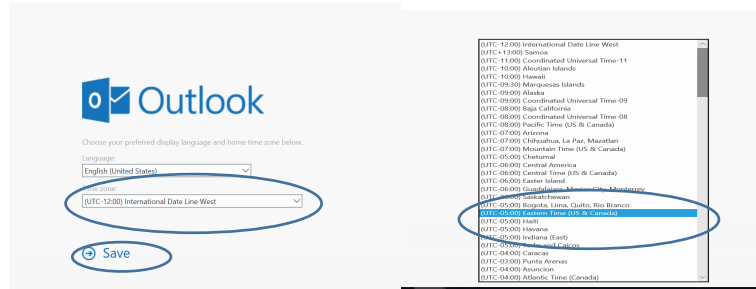 Outlook
Choose your preferred display language and home time zone below.
Language:
English (United States)
Time zone:
(UTC-12:00) International Date Line West
Save
(UTC-12:00) International Date Line West
(UTC+13:00) Samoa
(UTC-11:00) Coordinated Universal Time-11
(UTC-10:00) Aleutian Islands
(UTC-10:00) Hawaii
(UTC-09:30) Marquesas Islands
(UTC-09:00) Alaska
(UTC-09:00) Coordinated Universal Time-09
(UTC-08:00) Baja California
(UTC-08:00) Coordinated Universal Time-08
(UTC-08:00) Pacific Time (US & Canada)
(UTC-07:00) Arizona
(UTC-07:00) Chihuahua, La Paz, Mazatlan
(UTC-07:00) Mountain Time (US & Canada)
(UTC-05:00) Chetumal
(UTC-06:00) Central America
(UTC-06:00) Central Time (US & Canada)
(UTC-06:00) Easter Island
(UTC-06:00) Guadalajara, Mexico City, Monterrey
(UTC-06:00) Saskatchewan
(UTC-05:00) Bogota, Lima, Quito, Rio Branco
(UTC-05:00) Eastern Time (US & Canada)
(UTC-05:00) Haiti
(UTC-05:00) Havana
(UTC-05:00) Indiana (East)
(UTC-05:00) Turks and Caicos
(UTC-04:00) Caracas
(UTC-03:00) Punta Arenas
(UTC-04:00) Asuncion
(UTC-04:00) Atlantic Time (Canada)